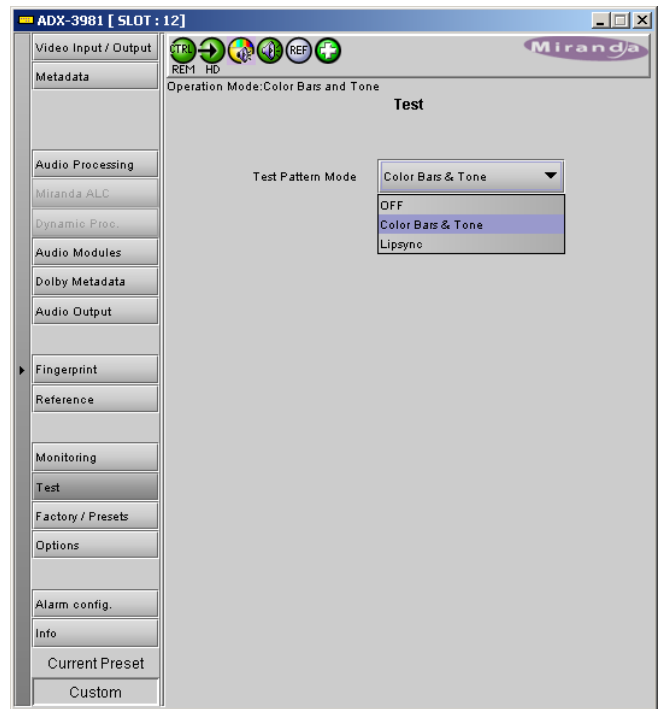 ADX-3981 [ SLOT : 12]
Video Input / Output
Metadata
Audio Processing
Miranda ALC
Dynamic Proc.
Audio Modules
Dolby Metadata
Audio Output
Fingerprint
Reference
Monitoring
Test
Factory / Presets
Options
Alarm config.
Info
Current Preset
Custom
CTRL
REF
REM HD
Miranda
Operation Mode:Color Bars and Tone
Test
Test Pattern Mode Color Bars & Tone
OFF
Color Bars & Tone
Lipsync